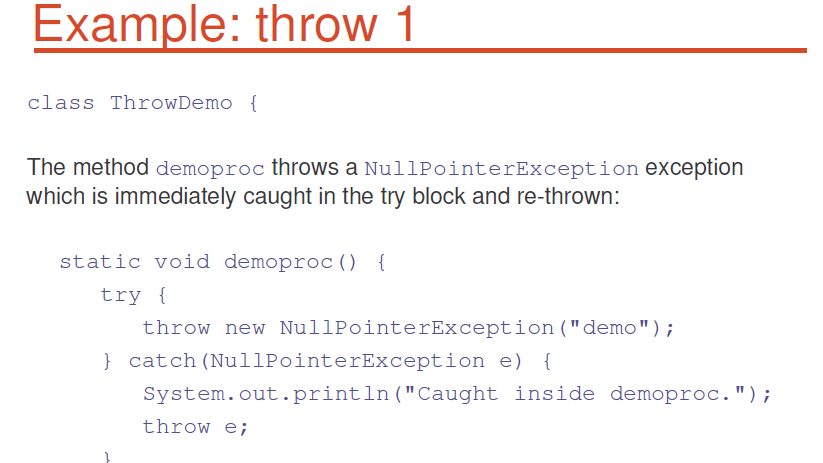 Example: throw 1
class ThrowDemo {
The method demoproc throws a NullPointerException exception
which is immediately caught in the try block and re-thrown:
static void demoproc() {
try {
throw new NullPointerException("demo");
} catch(NullPointerException e) {
System.out.println("Caught inside demoproc.");
throw e;
}